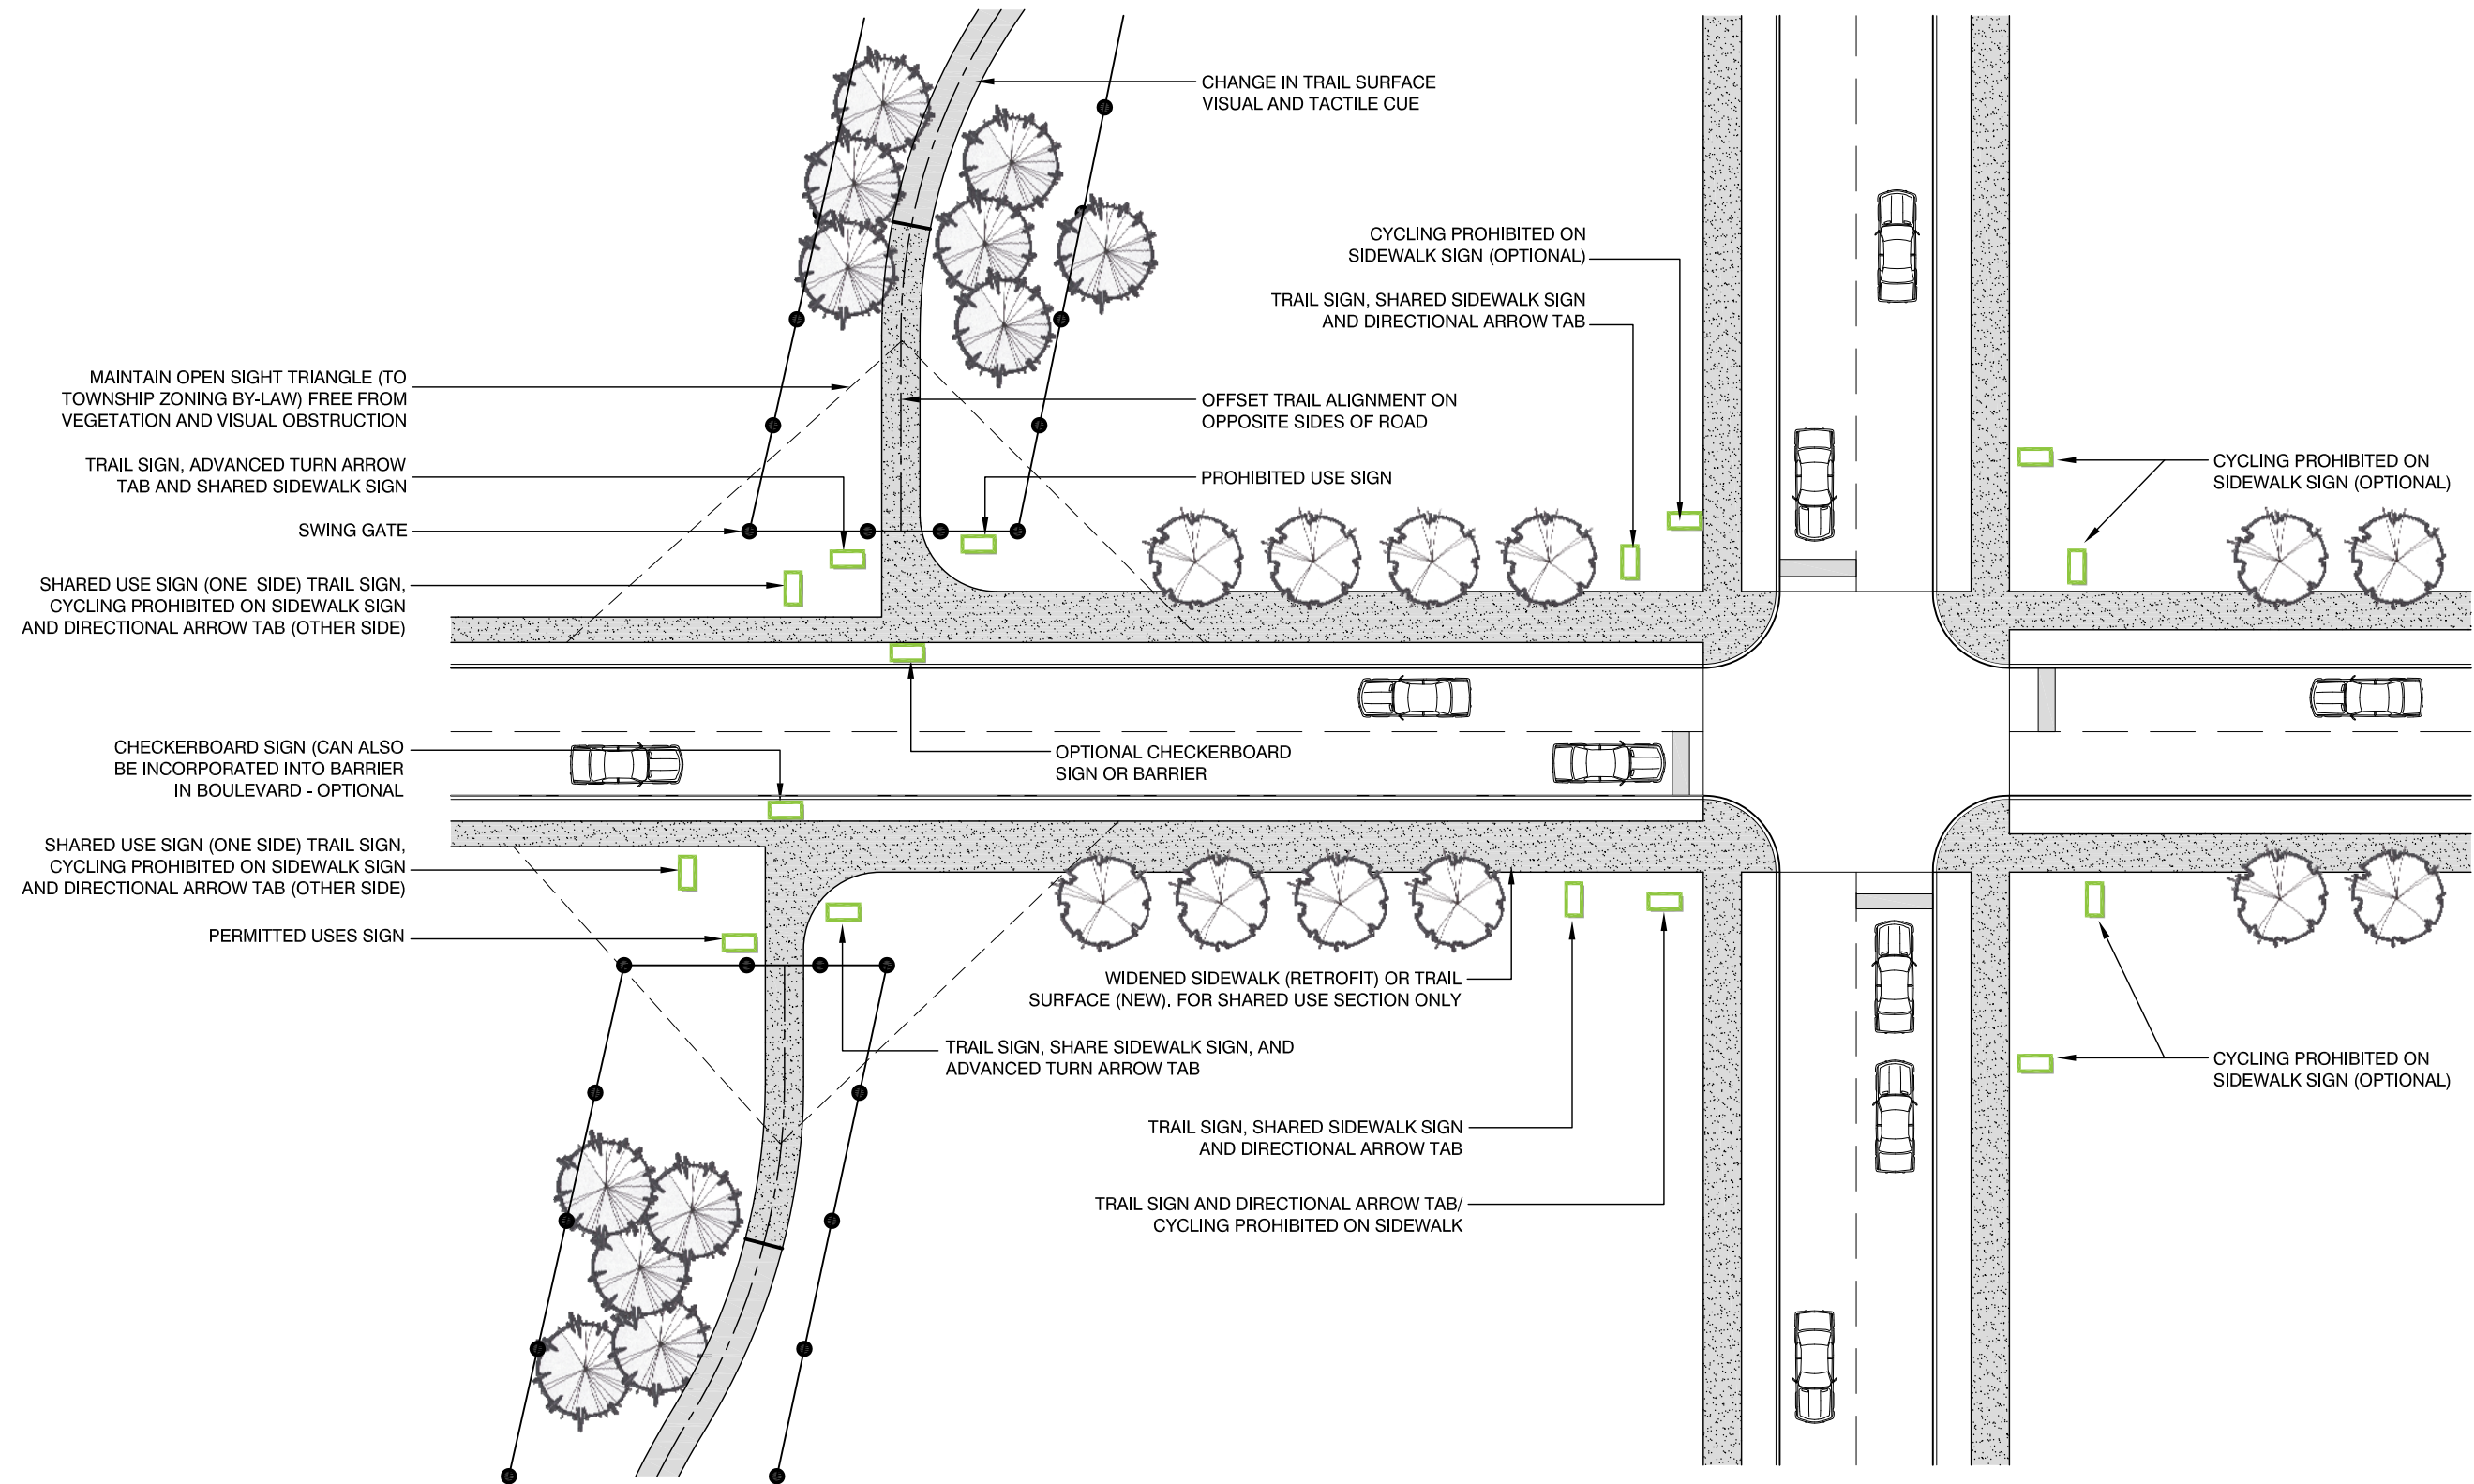 CHANGE IN TRAIL SURFACE
VISUAL AND TACTILE CUE
CYCLING PROHIBITED ON
SIDEWALK SIGN (OPTIONAL)
TRAIL SIGN, SHARED SIDEWALK SIGN
AND DIRECTIONAL ARROW TAB
MAINTAIN OPEN SIGHT TRIANGLE (TO
TOWNSHIP ZONING BY-LAW) FREE FROM
VEGETATION AND VISUAL OBSTRUCTION
OFFSET TRAIL ALIGNMENT ON
OPPOSITE SIDES OF ROAD
TRAIL SIGN, ADVANCED TURN ARROW
TAB AND SHARED SIDEWALK SIGN
PROHIBITED USE SIGN
CYCLING PROHIBITED ON
SIDEWALK SIGN (OPTIONAL)
SWING GATE
SHARED USE SIGN (ONE SIDE) TRAIL SIGN,
CYCLING PROHIBITED ON SIDEWALK SIGN
AND DIRECTIONAL ARROW TAB (OTHER SIDE)
CHECKERBOARD SIGN (CAN ALSO
BE INCORPORATED INTO BARRIER
IN BOULEVARD - OPTIONAL
OPTIONAL CHECKERBOARD
SIGN OR BARRIER
SHARED USE SIGN (ONE SIDE) TRAIL SIGN,
CYCLING PROHIBITED ON SIDEWALK SIGN
AND DIRECTIONAL ARROW TAB (OTHER SIDE)
PERMITTED USES SIGN
WIDENED SIDEWALK (RETROFIT) OR TRAIL
SURFACE (NEW). FOR SHARED USE SECTION ONLY
TRAIL SIGN, SHARE SIDEWALK SIGN, AND
ADVANCED TURN ARROW TAB
CYCLING PROHIBITED ON
SIDEWALK SIGN (OPTIONAL)
TRAIL SIGN, SHARED SIDEWALK SIGN
AND DIRECTIONAL ARROW TAB
TRAIL SIGN AND DIRECTIONAL ARROW TAB/
CYCLING PROHIBITED ON SIDEWALK